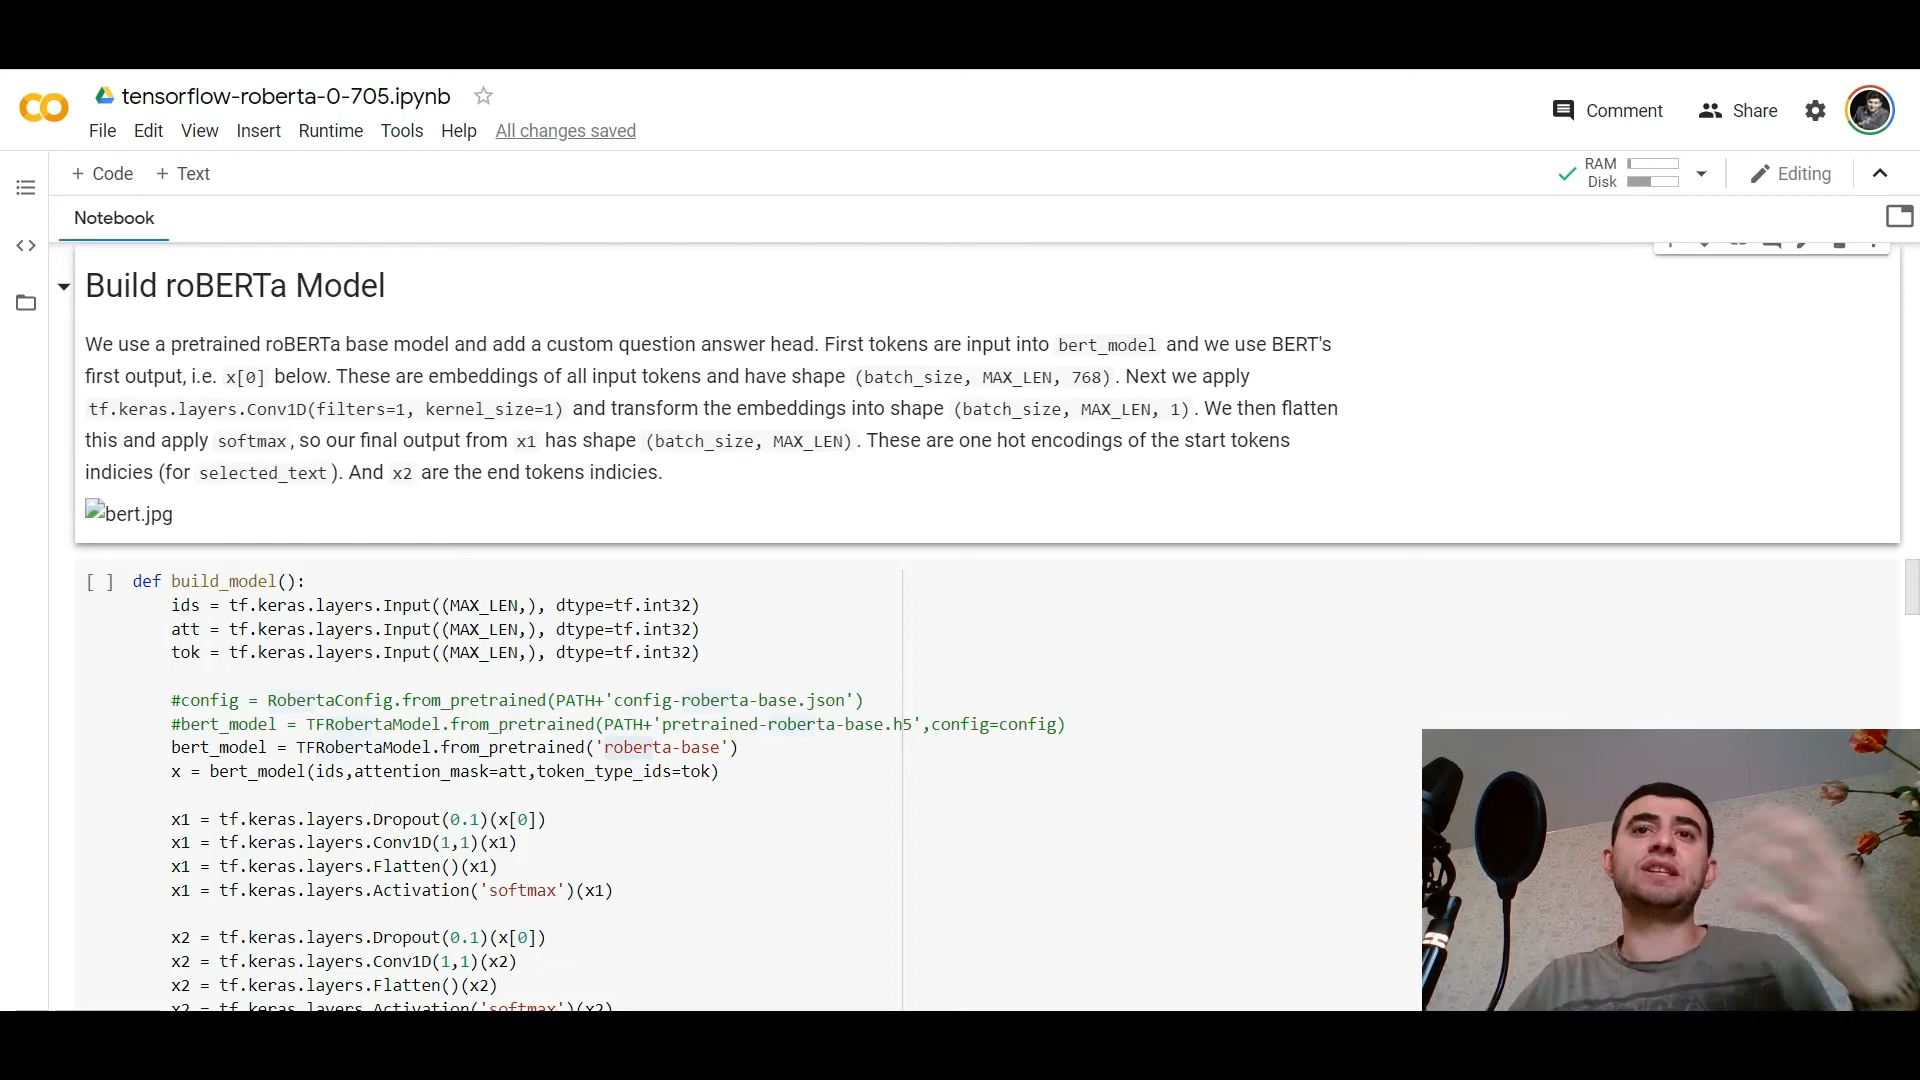 tensorflow-roberta-0-705.ipynb
Comment
Share
File Edit View Insert Runtime Tools Help All changes saved
+ Code + Text
RAM
Disk
Editing
Notebook
Build roBERTa Model
We use a pretrained roBERTa base model and add a custom question answer head. First tokens are input into bert_model and we use BERT's
first output, i.e. x[0] below. These are embeddings of all input tokens and have shape (batch_size, MAX_LEN, 768). Next we apply
tf.keras.layers.Conv1D(filters=1, kernel_size=1) and transform the embeddings into shape (batch_size, MAX_LEN, 1). We then flatten
this and apply softmax, so our final output from x1 has shape (batch_size, MAX_LEN). These are one hot encodings of the start tokens
indicies (for selected_text). And x2 are the end tokens indicies.
bert.jpg
[ ] def build_model():
ids = tf.keras.layers.Input((MAX_LEN,), dtype=tf.int32)
att = tf.keras.layers.Input((MAX_LEN,), dtype=tf.int32)
tok = tf.keras.layers.Input((MAX_LEN,), dtype=tf.int32)
#config = RobertaConfig.from_pretrained(PATH+'config-roberta-base.json')
#bert_model = TFRobertaModel.from_pretrained(PATH+'pretrained-roberta-base.h5',config=config)
bert_model = TFRobertaModel.from_pretrained('roberta-base')
x = bert_model(ids,attention_mask=att,token_type_ids=tok)
x1 = tf.keras.layers.Dropout(0.1)(x[0])
x1 = tf.keras.layers.Conv1D(1,1)(x1)
x1 = tf.keras.layers.Flatten()(x1)
x1 = tf.keras.layers.Activation('softmax')(x1)
x2 = tf.keras.layers.Dropout(0.1)(x[0])
x2 = tf.keras.layers.Conv1D(1,1)(x2)
x2 = tf.keras.layers.Flatten()(x2)
x2 = tf.keras.layers.Activation('softmax')(x2)